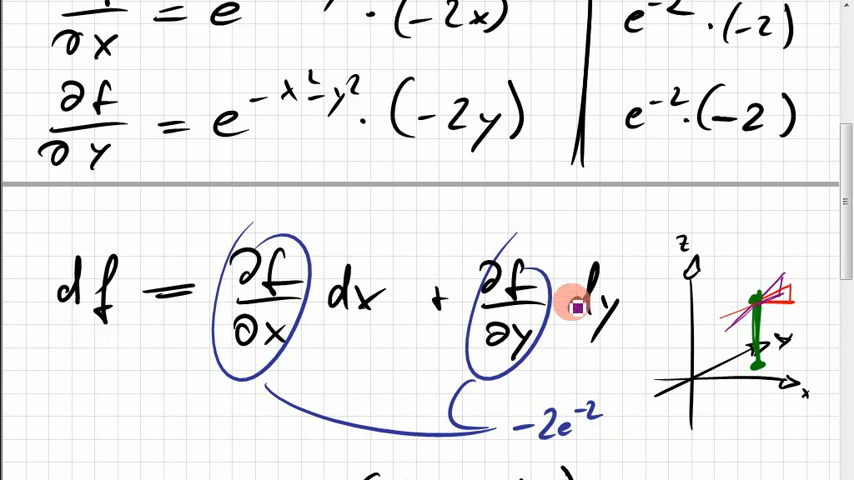 ∂x = e · (-2x) e^-2 · (-2)
∂f/∂y = e^-x²-y² · (-2y) e^-2 · (-2)
df = ∂f/∂x dx + ∂f/∂y dy
-2e^-2
z
y
x